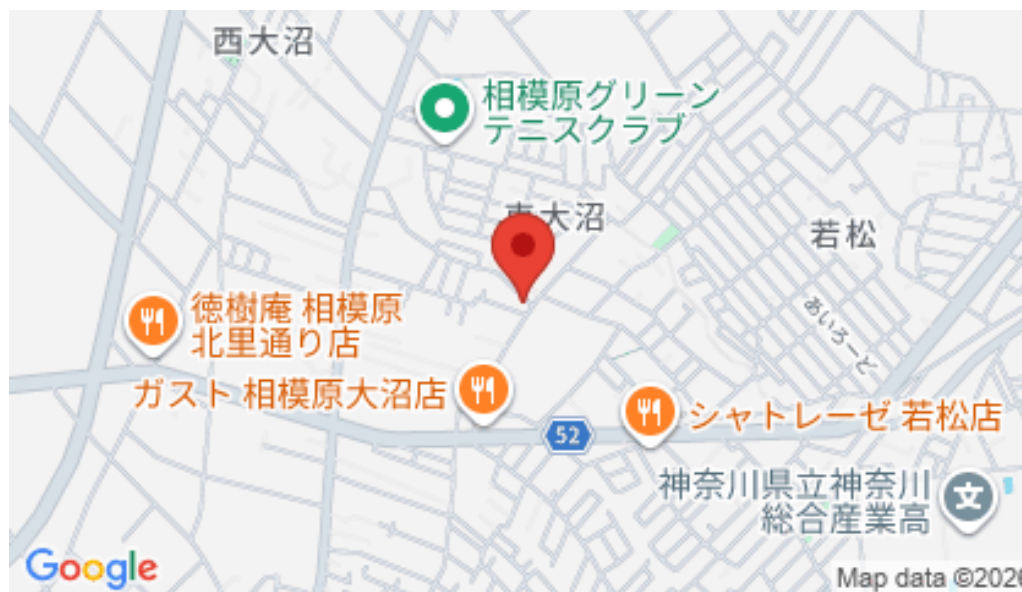 西大沼
相模原グリーン
テニスクラブ
東大沼
若松
あいろーど
徳樹庵 相模原
北里通り店
ガスト 相模原大沼店
52
シャトレーゼ 若松店
神奈川県立神奈川
総合産業高
文
Google
Map data ©2026